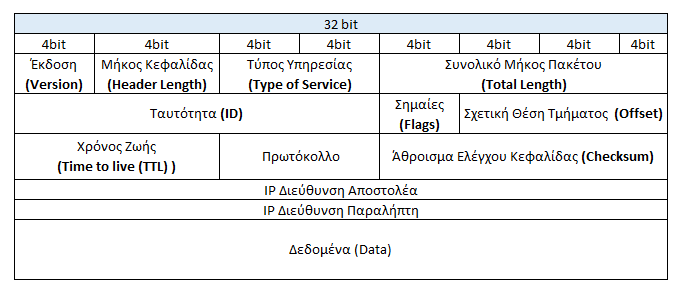 32 bit
4bit 4bit 4bit 4bit 4bit 4bit 4bit 4bit
Έκδοση Μήκος Κεφαλίδας Τύπος Υπηρεσίας Συνολικό Μήκος Πακέτου
(Version) (Header Length) (Type of Service) (Total Length)
Ταυτότητα (ID) Σημαίες (Flags) Σχετική Θέση Τμήματος (Offset)
Χρόνος Ζωής
(Time to live (TTL) ) Πρωτόκολλο Άθροισμα Ελέγχου Κεφαλίδας (Checksum)
IP Διεύθυνση Αποστολέα
IP Διεύθυνση Παραλήπτη
Δεδομένα (Data)